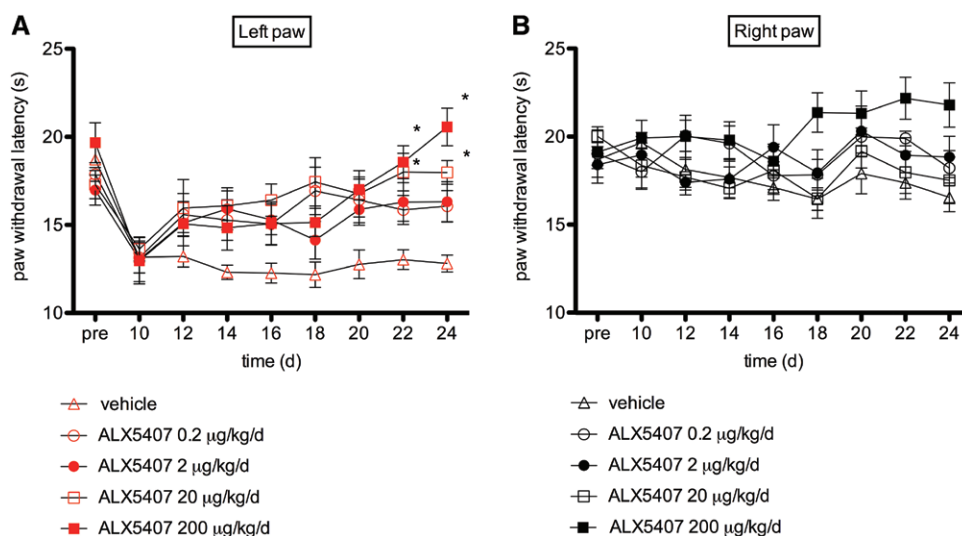 A
Left paw
paw withdrawal latency (s)
25
20
15
10
*
*
*
*
pre 10 12 14 16 18 20 22 24
time (d)
vehicle
ALX5407 0.2 μg/kg/d
ALX5407 2 μg/kg/d
ALX5407 20 μg/kg/d
ALX5407 200 μg/kg/d
B
Right paw
paw withdrawal latency (s)
25
20
15
10
pre 10 12 14 16 18 20 22 24
time (d)
vehicle
ALX5407 0.2 μg/kg/d
ALX5407 2 μg/kg/d
ALX5407 20 μg/kg/d
ALX5407 200 μg/kg/d